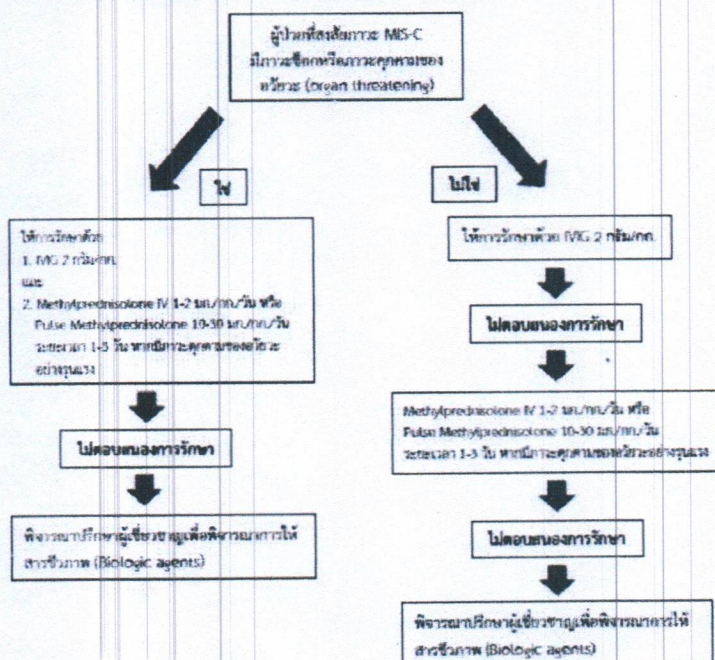 ผู้ป่วยที่สงสัยภาวะ MIS-C
มีภาวะช็อกหรือภาวะคุกคามของ
อวัยวะ (organ threatening)
ใช่
ไม่ใช่
ให้การรักษาด้วย
1. IVIG 2 กรัม/กก.
และ
2. Methylprednisolone IV 1-2 มก./กก./วัน หรือ
Pulse Methylprednisolone 10-30 มก./กก./วัน
ระยะเวลา 1-3 วัน หากมีภาวะคุกคามของอวัยวะ
อย่างรุนแรง
ไม่ตอบสนองการรักษา
พิจารณาปรึกษาผู้เชี่ยวชาญเพื่อพิจารณาการให้
สารชีวภาพ (Biologic agents)
ให้การรักษาด้วย IVIG 2 กรัม/กก.
ไม่ตอบสนองการรักษา
Methylprednisolone IV 1-2 มก./กก./วัน หรือ
Pulse Methylprednisolone 10-30 มก./กก./วัน
ระยะเวลา 1-3 วัน หากมีภาวะคุกคามของอวัยวะอย่างรุนแรง
ไม่ตอบสนองการรักษา
พิจารณาปรึกษาผู้เชี่ยวชาญเพื่อพิจารณาการให้
สารชีวภาพ (Biologic agents)